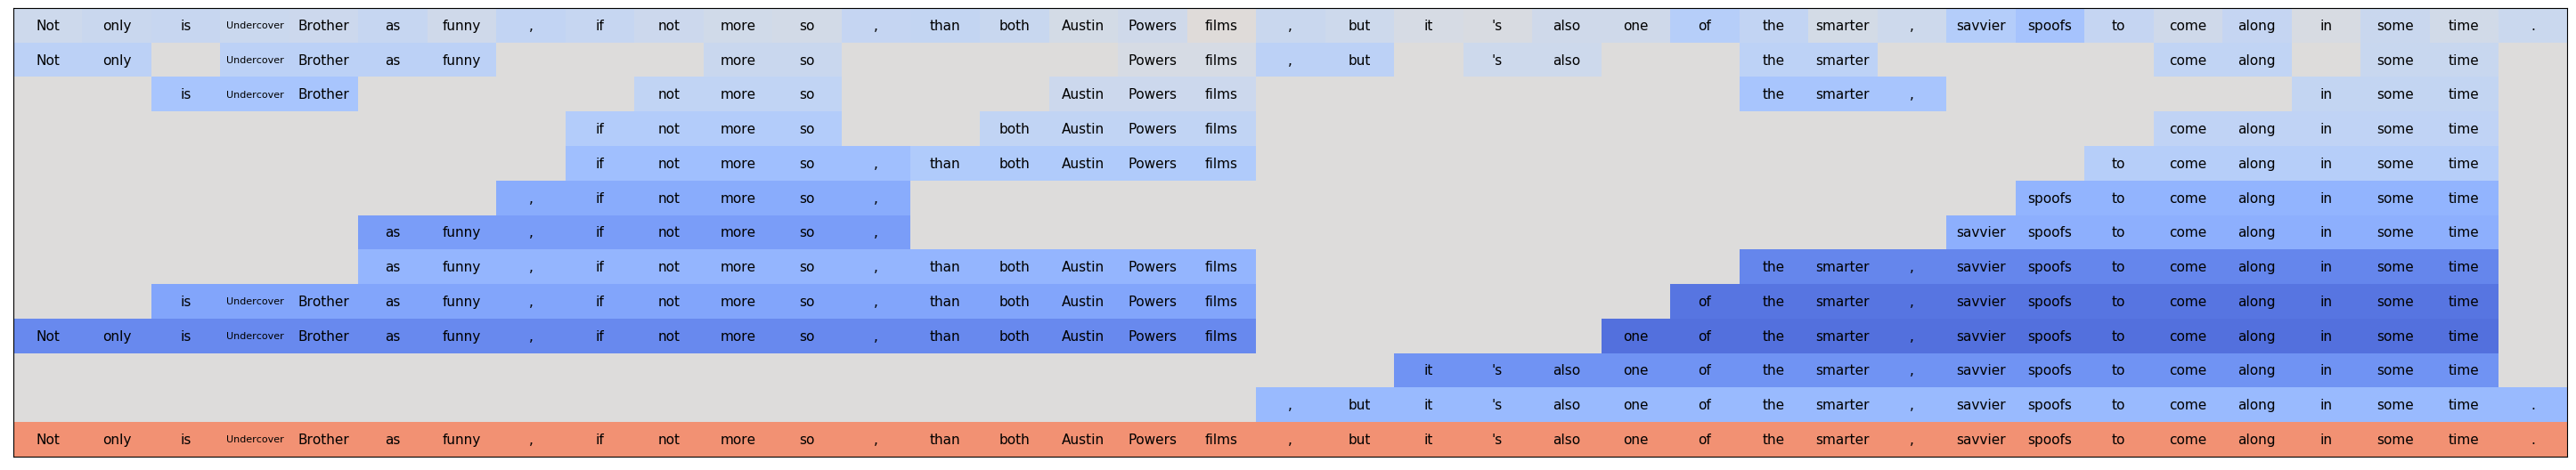 Not only is Undercover Brother as funny , if not more so , than both Austin Powers films , but it 's also one of the smarter , savvier spoofs to come along in some time .
Not only Undercover Brother as funny more so Powers films , but 's also the smarter come along some time
is Undercover Brother not more so Austin Powers films the smarter , in some time
if not more so both Austin Powers films come along in some time
if not more so , than both Austin Powers films to come along in some time
, if not more so , spoofs to come along in some time
as funny , if not more so , savvier spoofs to come along in some time
as funny , if not more so , than both Austin Powers films the smarter , savvier spoofs to come along in some time
is Undercover Brother as funny , if not more so , than both Austin Powers films of the smarter , savvier spoofs to come along in some time
Not only is Undercover Brother as funny , if not more so , than both Austin Powers films one of the smarter , savvier spoofs to come along in some time
it 's also one of the smarter , savvier spoofs to come along in some time
, but it 's also one of the smarter , savvier spoofs to come along in some time .
Not only is Undercover Brother as funny , if not more so , than both Austin Powers films , but it 's also one of the smarter , savvier spoofs to come along in some time .